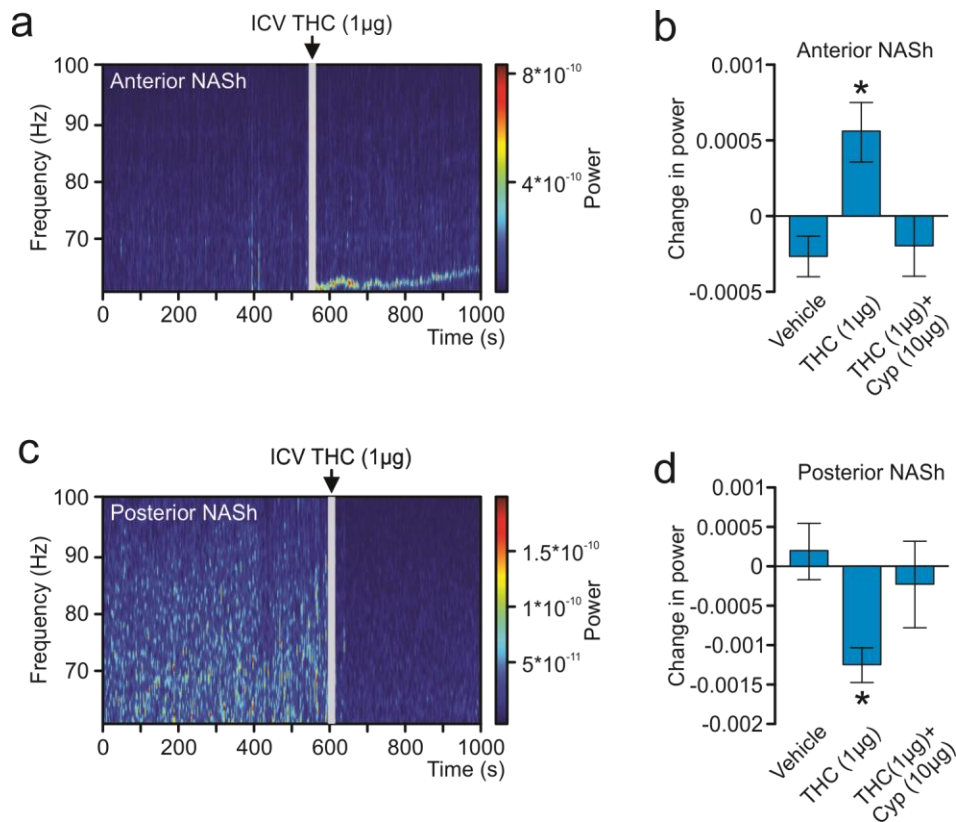 a
ICV THC (1µg)
Anterior NASh
Frequency (Hz)
100
90
80
70
0 200 400 600 800 1000
Time (s)
8*10⁻¹⁰
4*10⁻¹⁰
Power
b
Anterior NASh
Change in power
0.001
0.0005
0
-0.0005
*
Vehicle
THC (1µg)
THC (1µg)+
Cyp (10µg)
c
ICV THC (1µg)
Posterior NASh
Frequency (Hz)
100
90
80
70
0 200 400 600 800 1000
Time (s)
1.5*10⁻¹⁰
1*10⁻¹⁰
5*10⁻¹¹
Power
d
Posterior NASh
Change in power
0.001
0.0005
0
-0.0005
-0.001
-0.0015
-0.002
*
Vehicle
THC (1µg)
THC(1µg)+
Cyp (10µg)